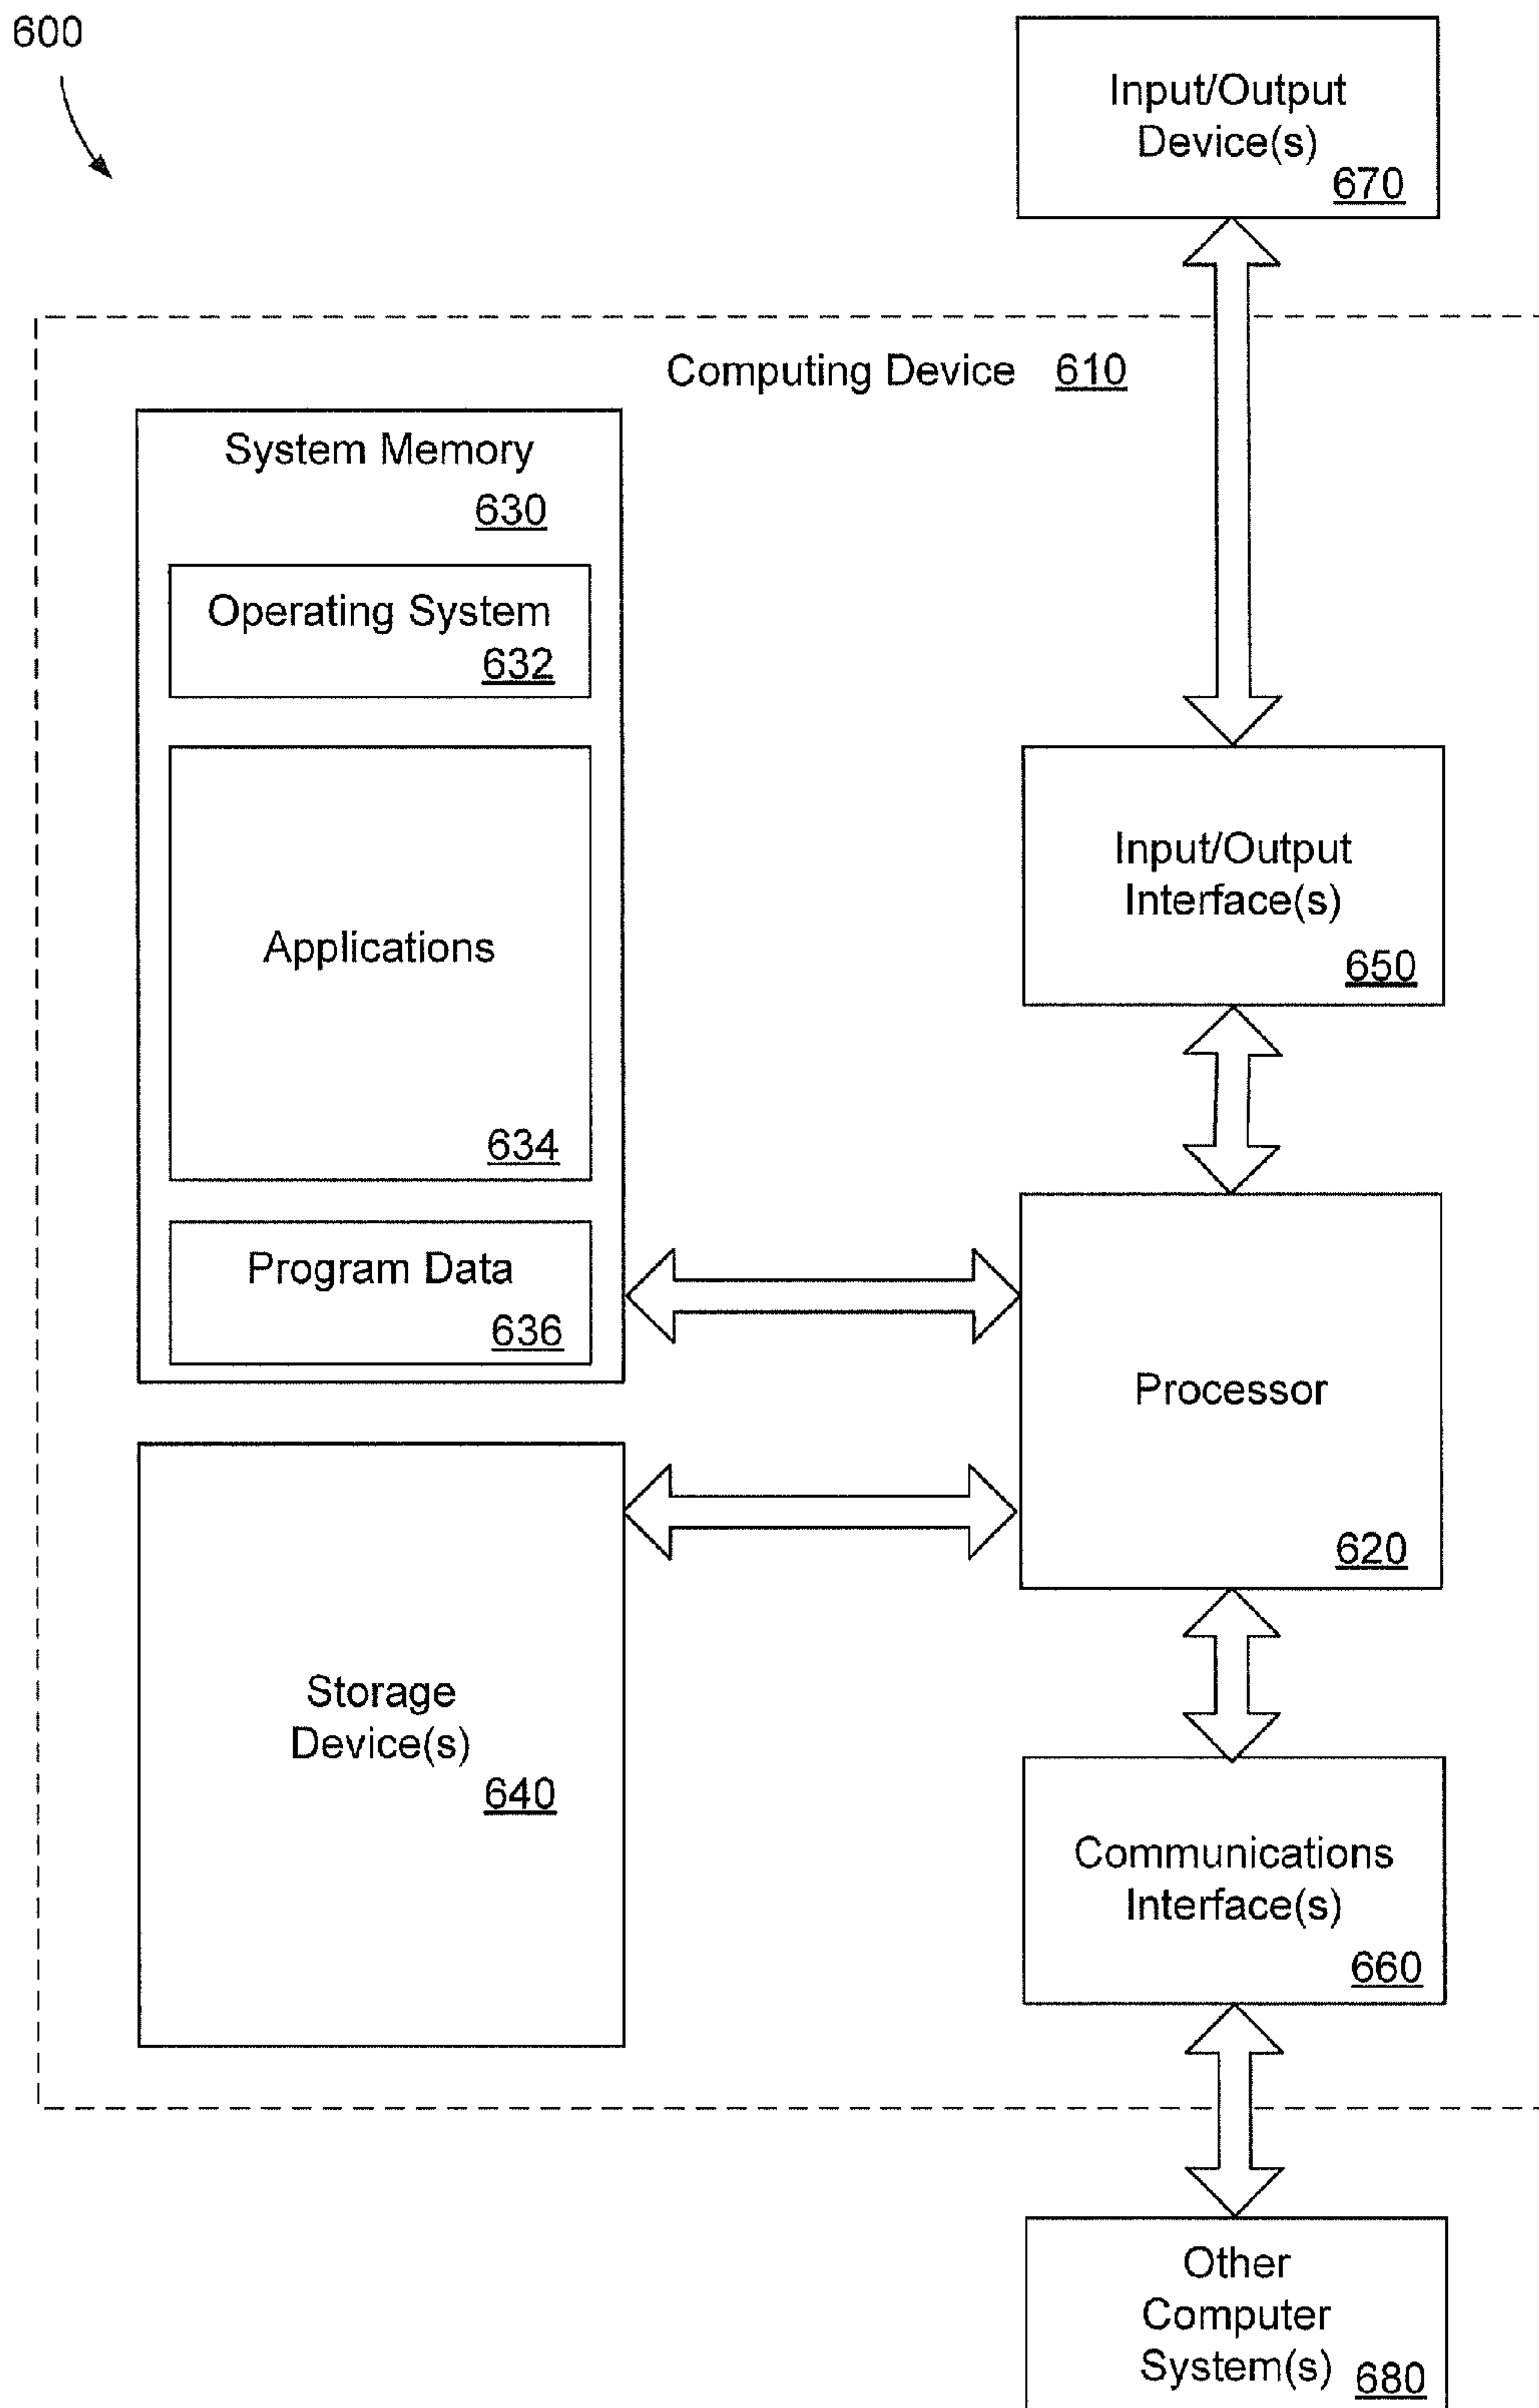 600
Input/Output
Device(s)
670
Computing Device 610
System Memory
630
Operating System
632
Applications
634
Program Data
636
Input/Output
Interface(s)
650
Processor
620
Storage
Device(s)
640
Communications
Interface(s)
660
Other
Computer
System(s) 680